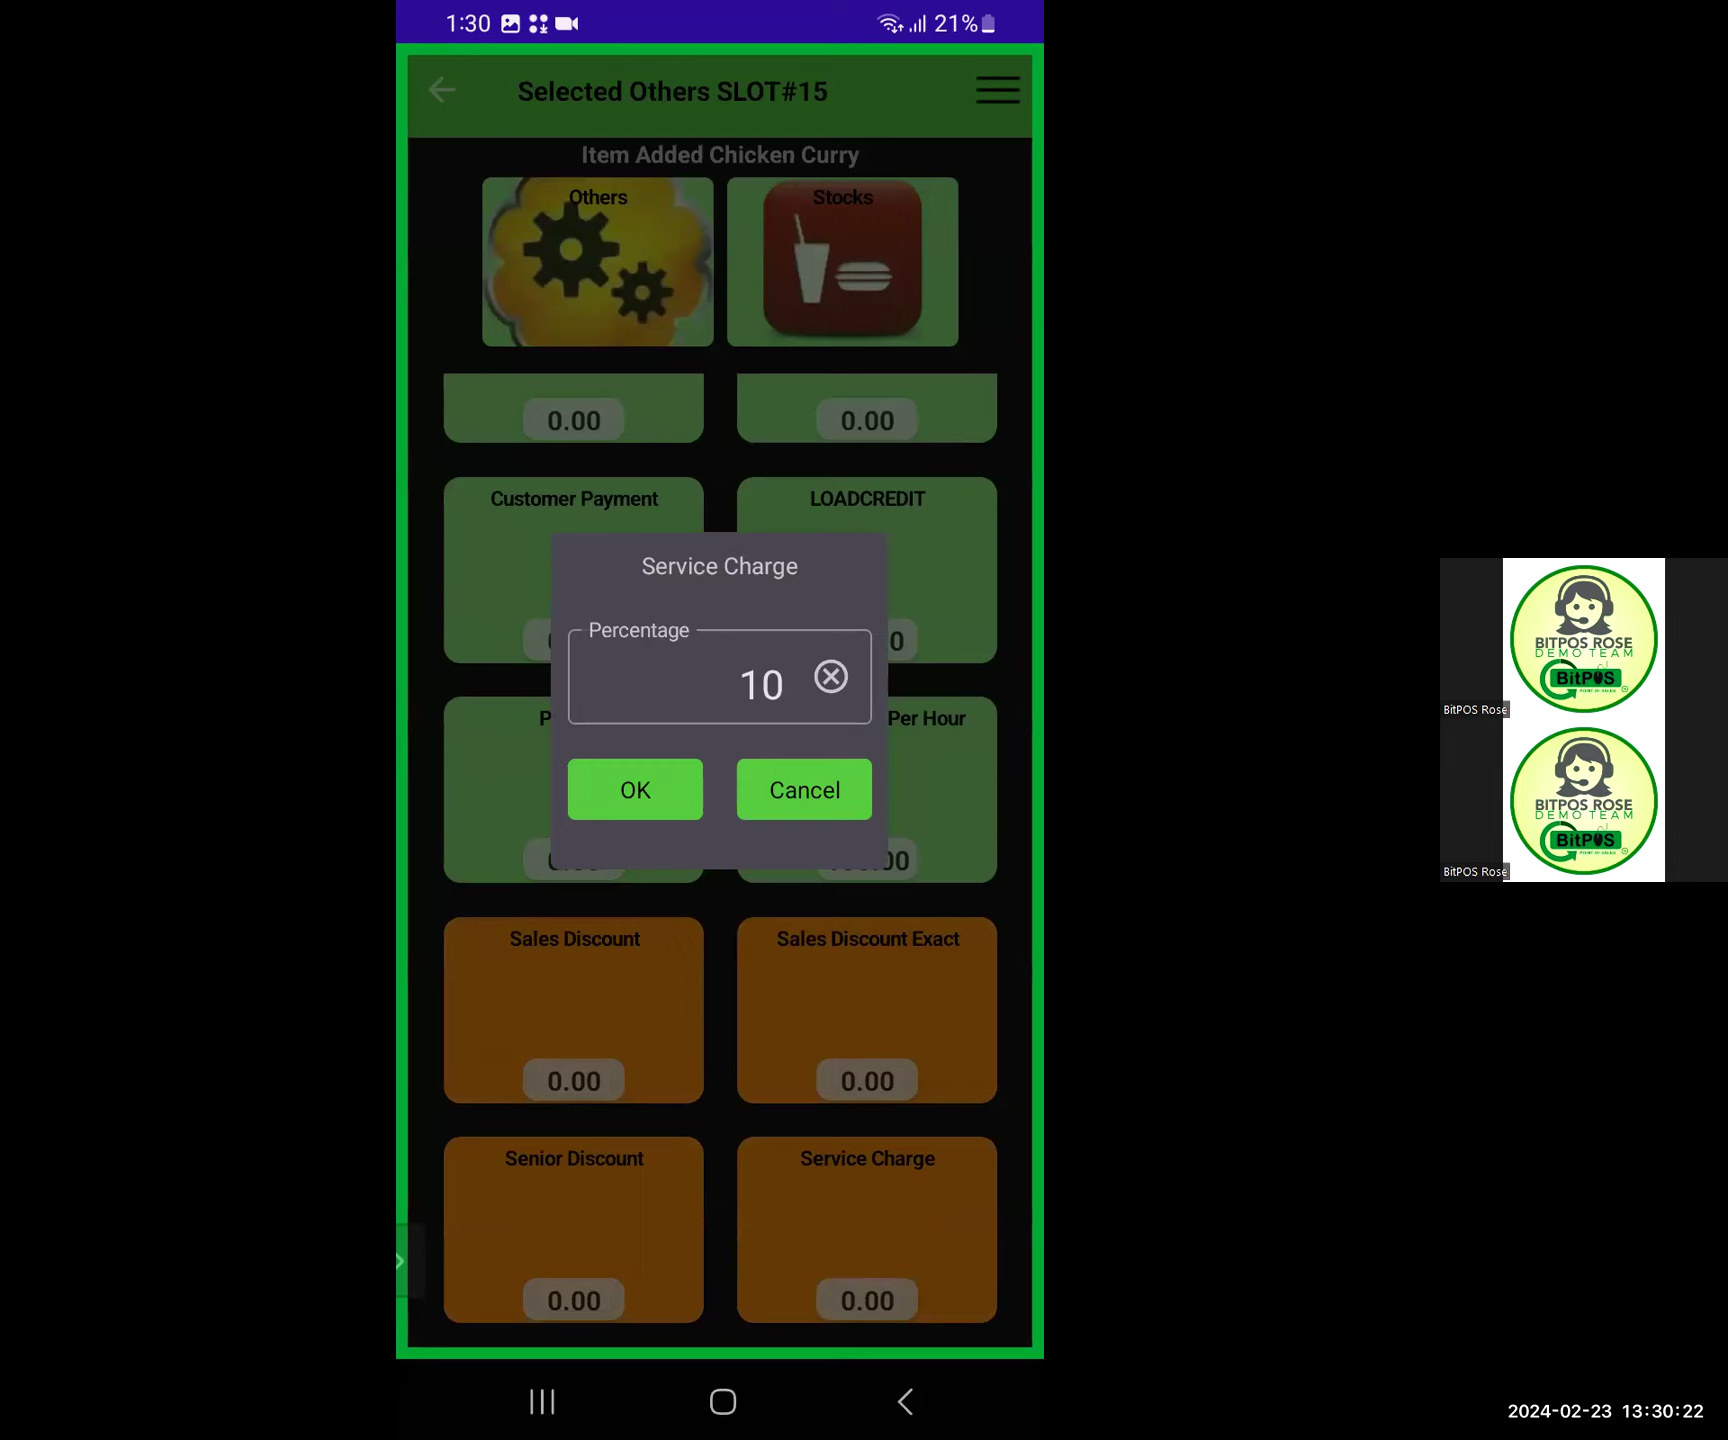 1:30
21%
Selected Others SLOT#15
Item Added Chicken Curry
Others
Stocks
0.00
0.00
Customer Payment
LOADCREDIT
Service Charge
Percentage
10
OK
Cancel
Per Hour
Sales Discount
Sales Discount Exact
0.00
0.00
Senior Discount
Service Charge
0.00
0.00
BITPOS ROSE
DEMO TEAM
BitPOS
BitPOS Rose
BITPOS ROSE
DEMO TEAM
BitPOS
BitPOS Rose
2024-02-23 13:30:22